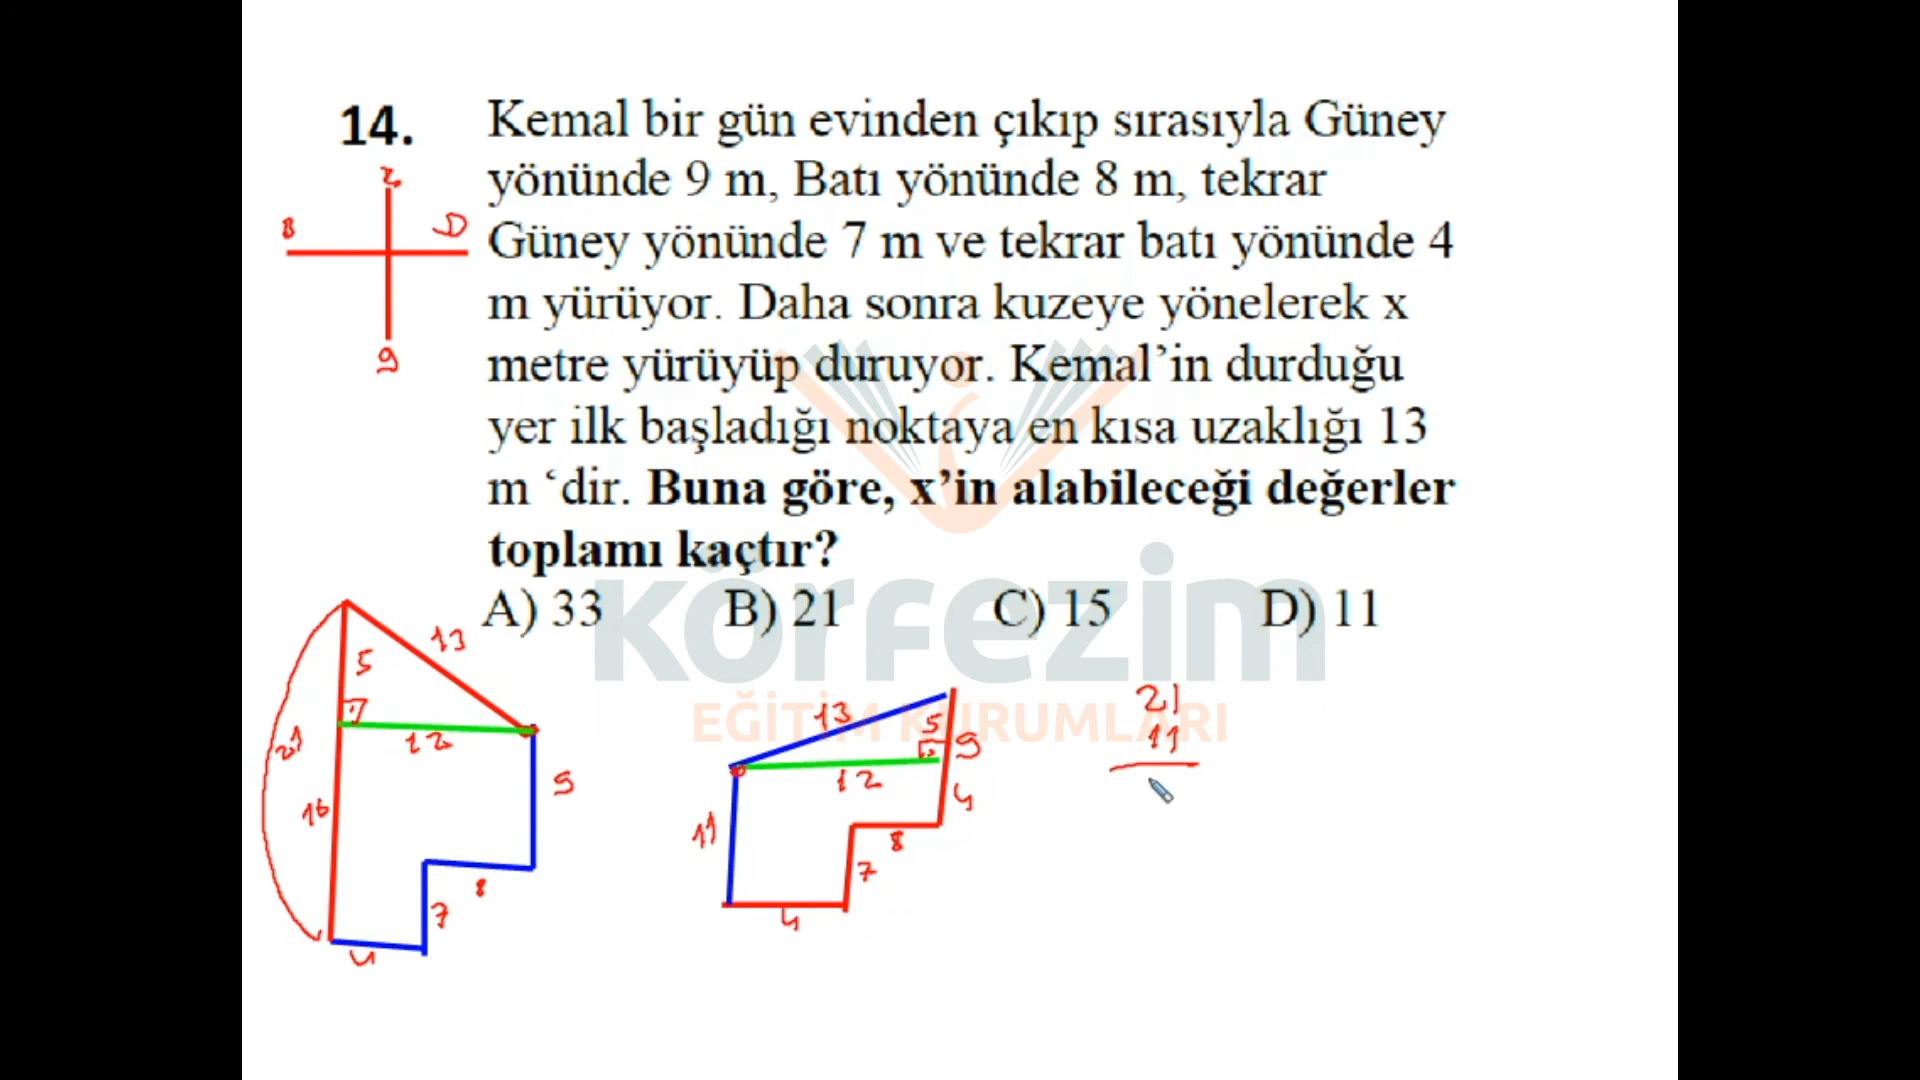 14. Kemal bir gün evinden çıkıp sırasıyla Güney
yönünde 9 m, Batı yönünde 8 m, tekrar
Güney yönünde 7 m ve tekrar batı yönünde 4
m yürüyor. Daha sonra kuzeye yönelerek x
metre yürüyüp duruyor. Kemal’in durduğu
yer ilk başladığı noktaya en kısa uzaklığı 13
m ‘dir. Buna göre, x’in alabileceği değerler
toplamı kaçtır?
A) 33 B) 21 C) 15 D) 11
B D
g
körfezim
EĞİTİM KURUMLARI
13
5
12
21
16
9
8
7
4
13
5
9
12
4
11
8
7
4
21
11